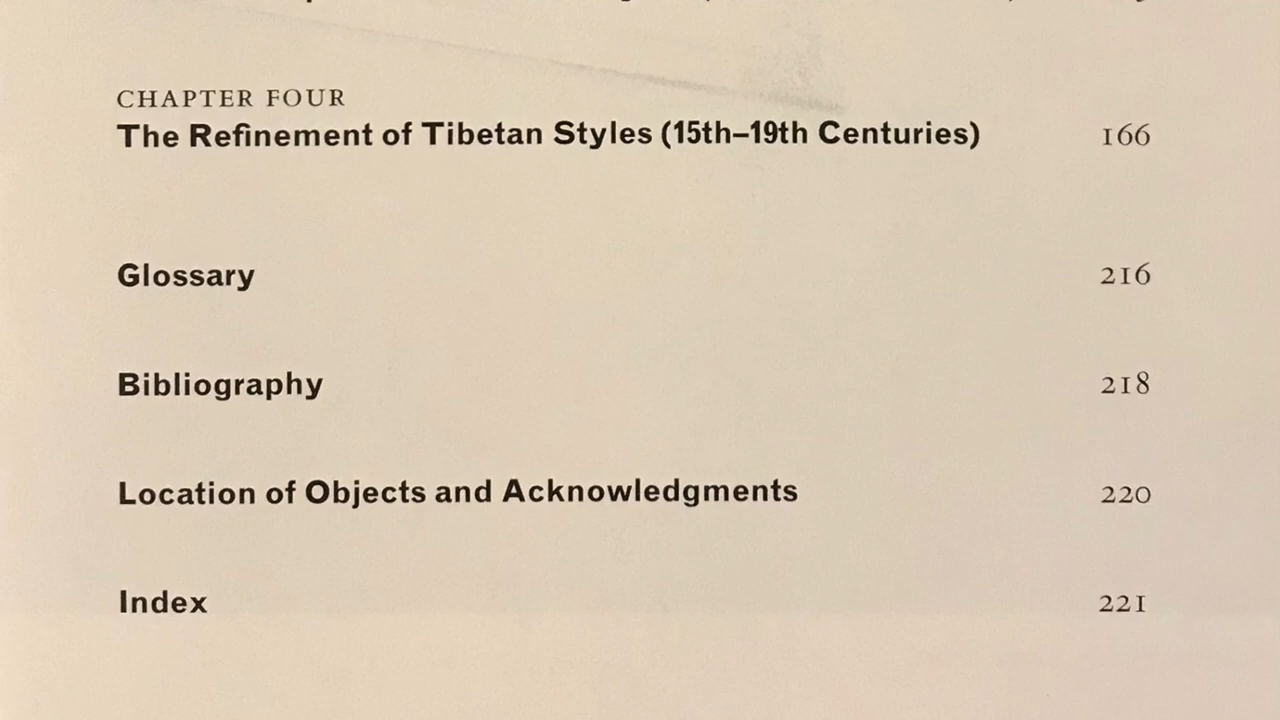 CHAPTER FOUR
The Refinement of Tibetan Styles (15th–19th Centuries) 166
Glossary 216
Bibliography 218
Location of Objects and Acknowledgments 220
Index 221